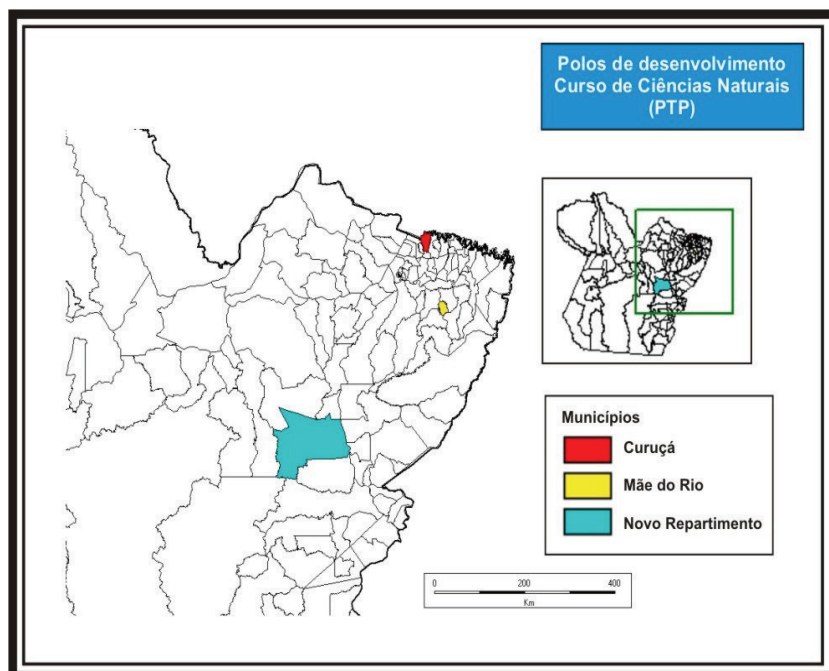 Polos de desenvolvimento
Curso de Ciências Naturais
(PTP)
Municípios
Curuçá
Mãe do Rio
Novo Repartimento
0 200 400
Km